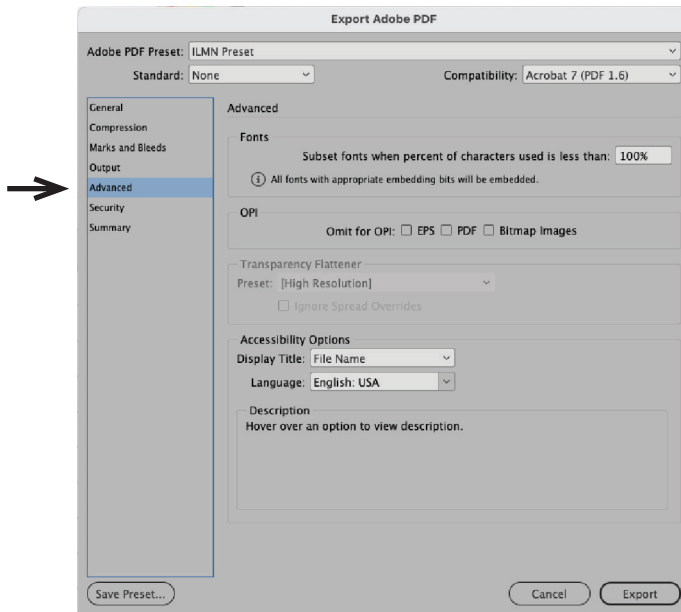 Export Adobe PDF
Adobe PDF Preset: ILMN Preset
Standard: None
Compatibility: Acrobat 7 (PDF 1.6)
General
Compression
Marks and Bleeds
Output
Advanced
Security
Summary
Advanced
Fonts
Subset fonts when percent of characters used is less than: 100%
All fonts with appropriate embedding bits will be embedded.
OPI
Omit for OPI: EPS PDF Bitmap Images
Transparency Flattener
Preset: [High Resolution]
Ignore Spread Overrides
Accessibility Options
Display Title: File Name
Language: English: USA
Description
Hover over an option to view description.
Save Preset...
Cancel
Export